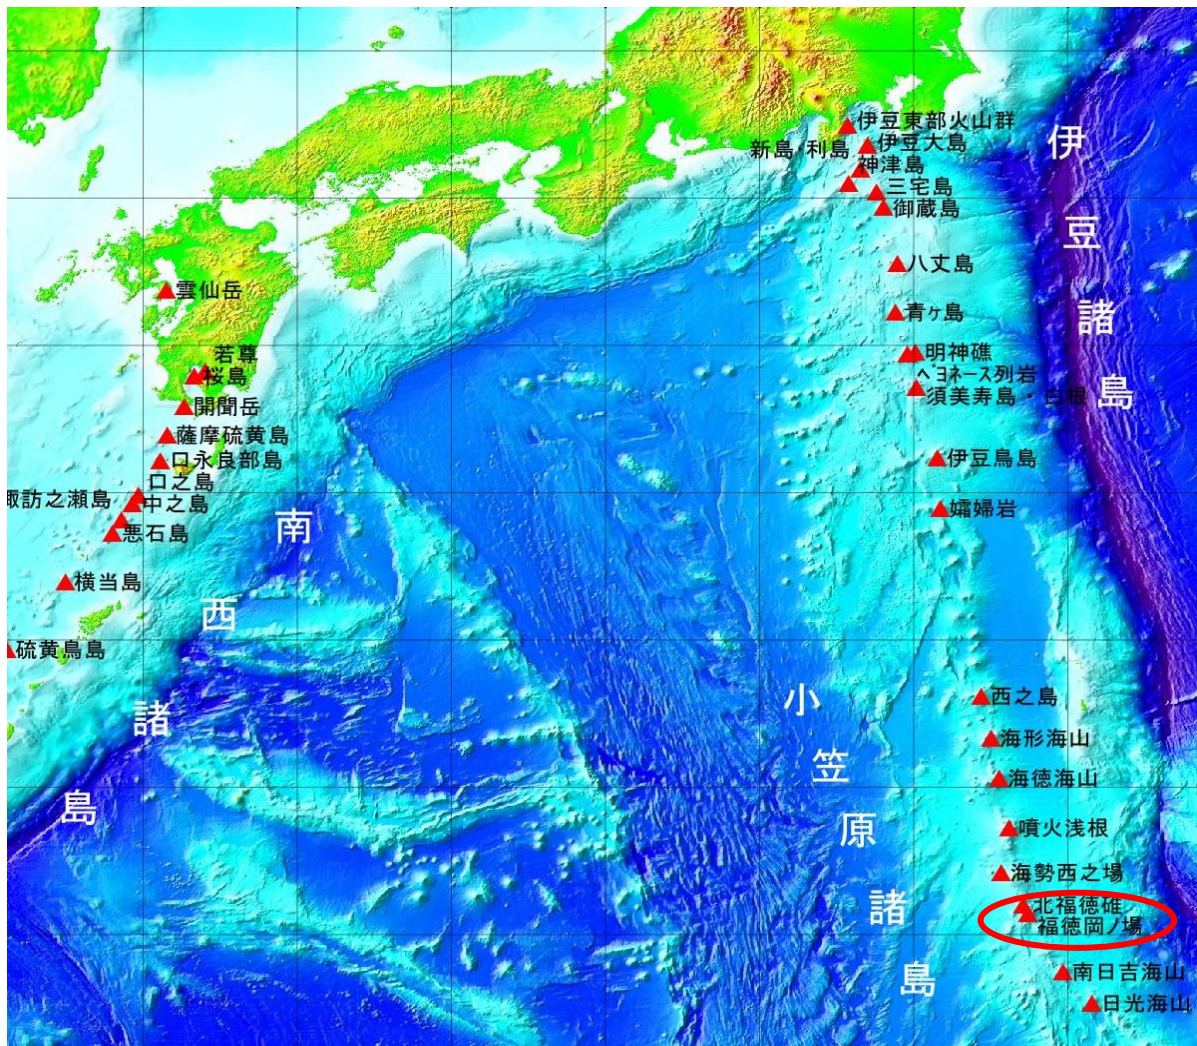 伊豆諸島
伊豆東部火山群
伊豆大島
新島・利島
神津島
三宅島
御蔵島
八丈島
青ヶ島
明神礁
ベヨネース列岩
須美寿島・白根
伊豆鳥島
孀婦岩
小笠原諸島
西之島
海形海山
海徳海山
噴火浅根
海勢西之場
北福徳碓
福徳岡ノ場
南日吉海山
日光海山
雲仙岳
若尊
桜島
開聞岳
薩摩硫黄島
口永良部島
口之島
諏訪之瀬島
中之島
悪石島
横当島
硫黄鳥島
南西諸島